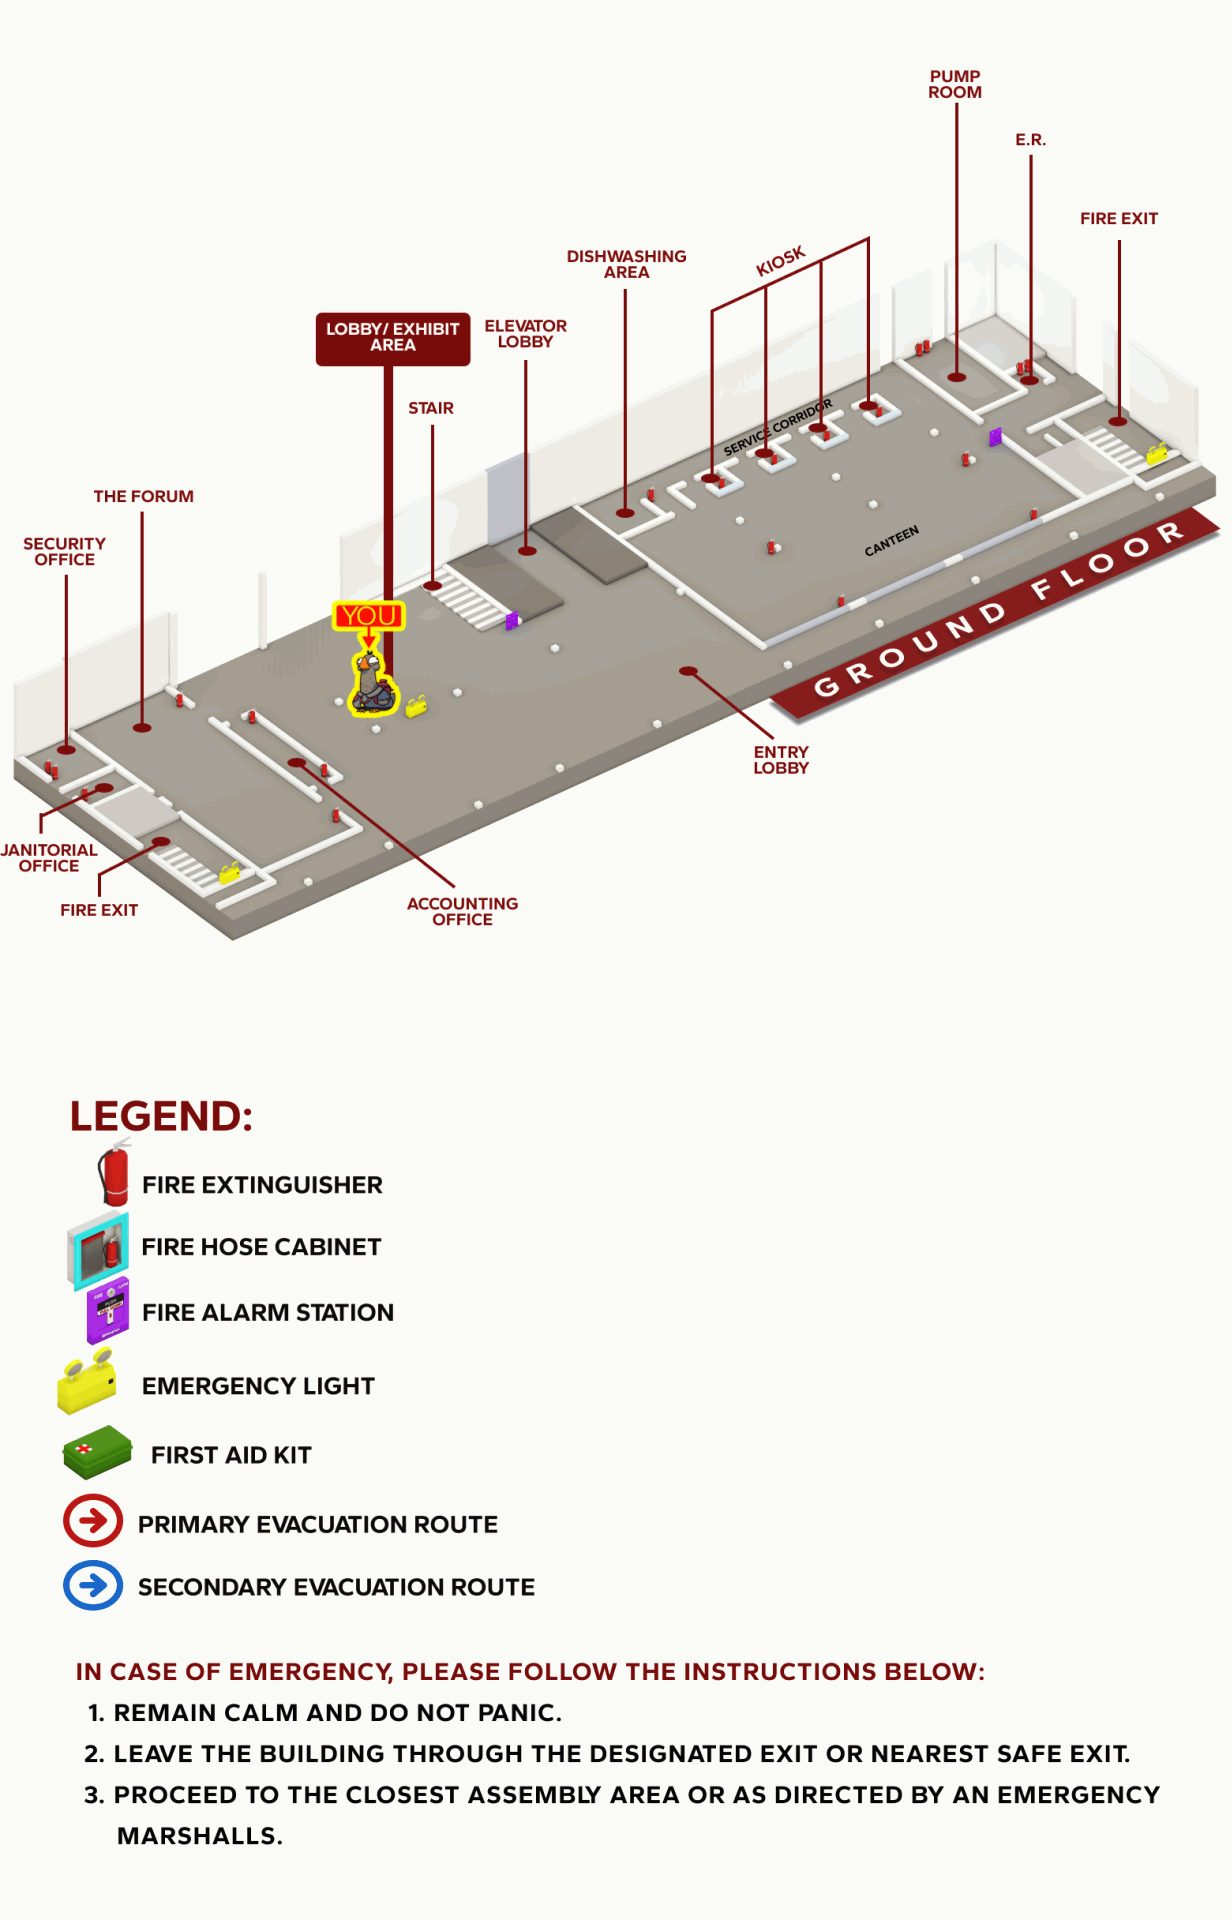 PUMP
ROOM
E.R.
FIRE EXIT
KIOSK
DISHWASHING
AREA
LOBBY/ EXHIBIT
AREA
ELEVATOR
LOBBY
STAIR
SERVICE CORRIDOR
THE FORUM
SECURITY
OFFICE
CANTEEN
YOU
GROUND FLOOR
ENTRY
LOBBY
JANITORIAL
OFFICE
FIRE EXIT
ACCOUNTING
OFFICE
LEGEND:
FIRE EXTINGUISHER
FIRE HOSE CABINET
FIRE ALARM STATION
EMERGENCY LIGHT
FIRST AID KIT
PRIMARY EVACUATION ROUTE
SECONDARY EVACUATION ROUTE
IN CASE OF EMERGENCY, PLEASE FOLLOW THE INSTRUCTIONS BELOW:
1. REMAIN CALM AND DO NOT PANIC.
2. LEAVE THE BUILDING THROUGH THE DESIGNATED EXIT OR NEAREST SAFE EXIT.
3. PROCEED TO THE CLOSEST ASSEMBLY AREA OR AS DIRECTED BY AN EMERGENCY
MARSHALLS.